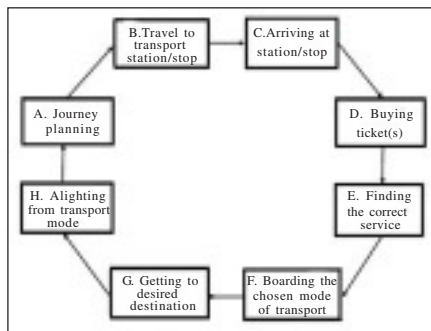 B.Travel to
transport
station/stop
C.Arriving at
station/stop
A. Journey
planning
D. Buying
ticket(s)
H. Alighting
from transport
mode
E. Finding
the correct
service
G. Getting to
desired
destination
F. Boarding the
chosen mode
of transport